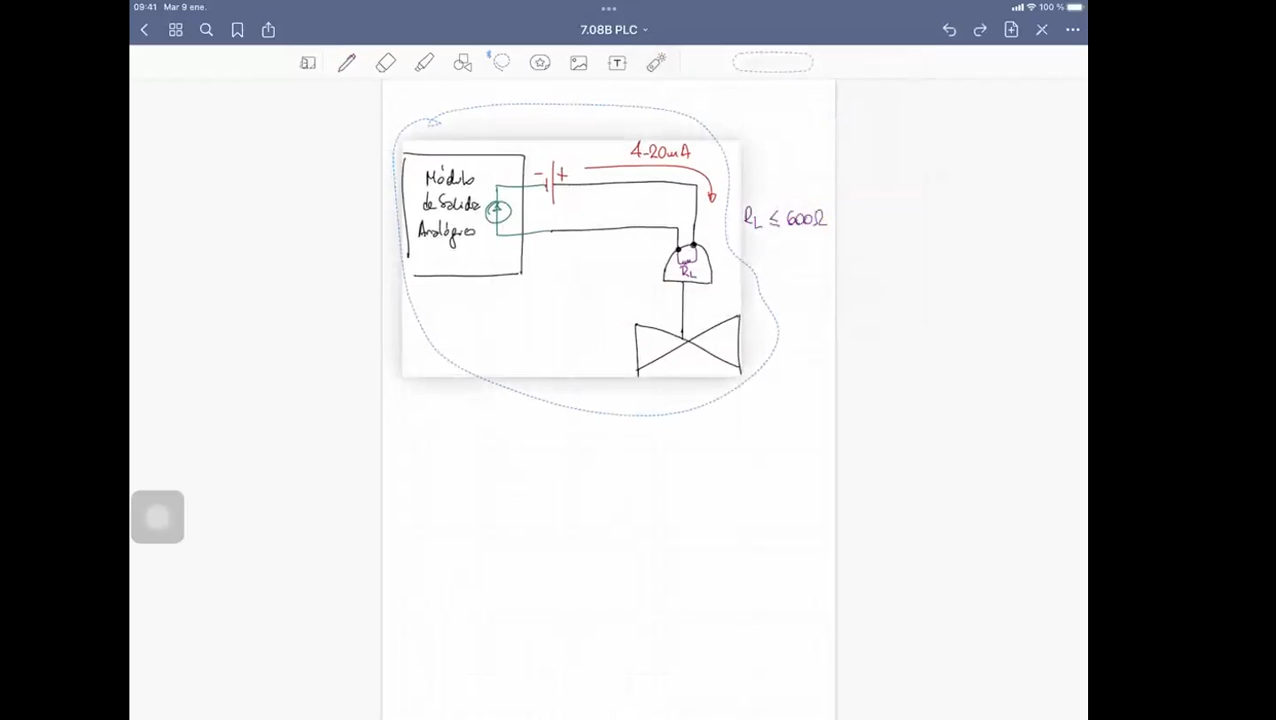 09:41 Mar 9 ene.
100 %
7.08B PLC
T
4-20mA
- +
Módulo
de Salida
Analógica
RL ≤ 600Ω
RL